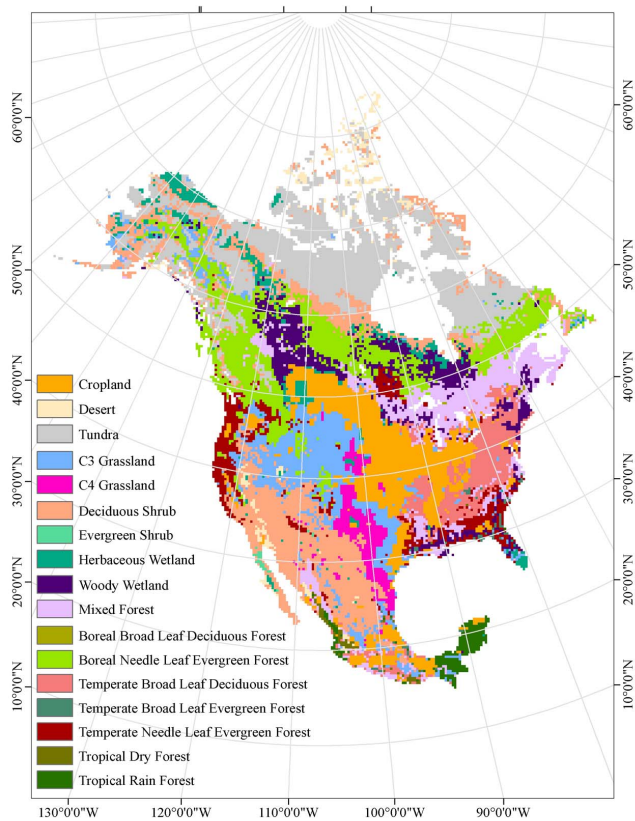 60°0'0"N
50°0'0"N
40°0'0"N
30°0'0"N
20°0'0"N
10°0'0"N
Cropland
Desert
Tundra
C3 Grassland
C4 Grassland
Deciduous Shrub
Evergreen Shrub
Herbaceous Wetland
Woody Wetland
Mixed Forest
Boreal Broad Leaf Deciduous Forest
Boreal Needle Leaf Evergreen Forest
Temperate Broad Leaf Deciduous Forest
Temperate Broad Leaf Evergreen Forest
Temperate Needle Leaf Evergreen Forest
Tropical Dry Forest
Tropical Rain Forest
60°0'0"N
50°0'0"N
40°0'0"N
30°0'0"N
20°0'0"N
10°0'0"N
130°0'0"W 120°0'0"W 110°0'0"W 100°0'0"W 90°0'0"W